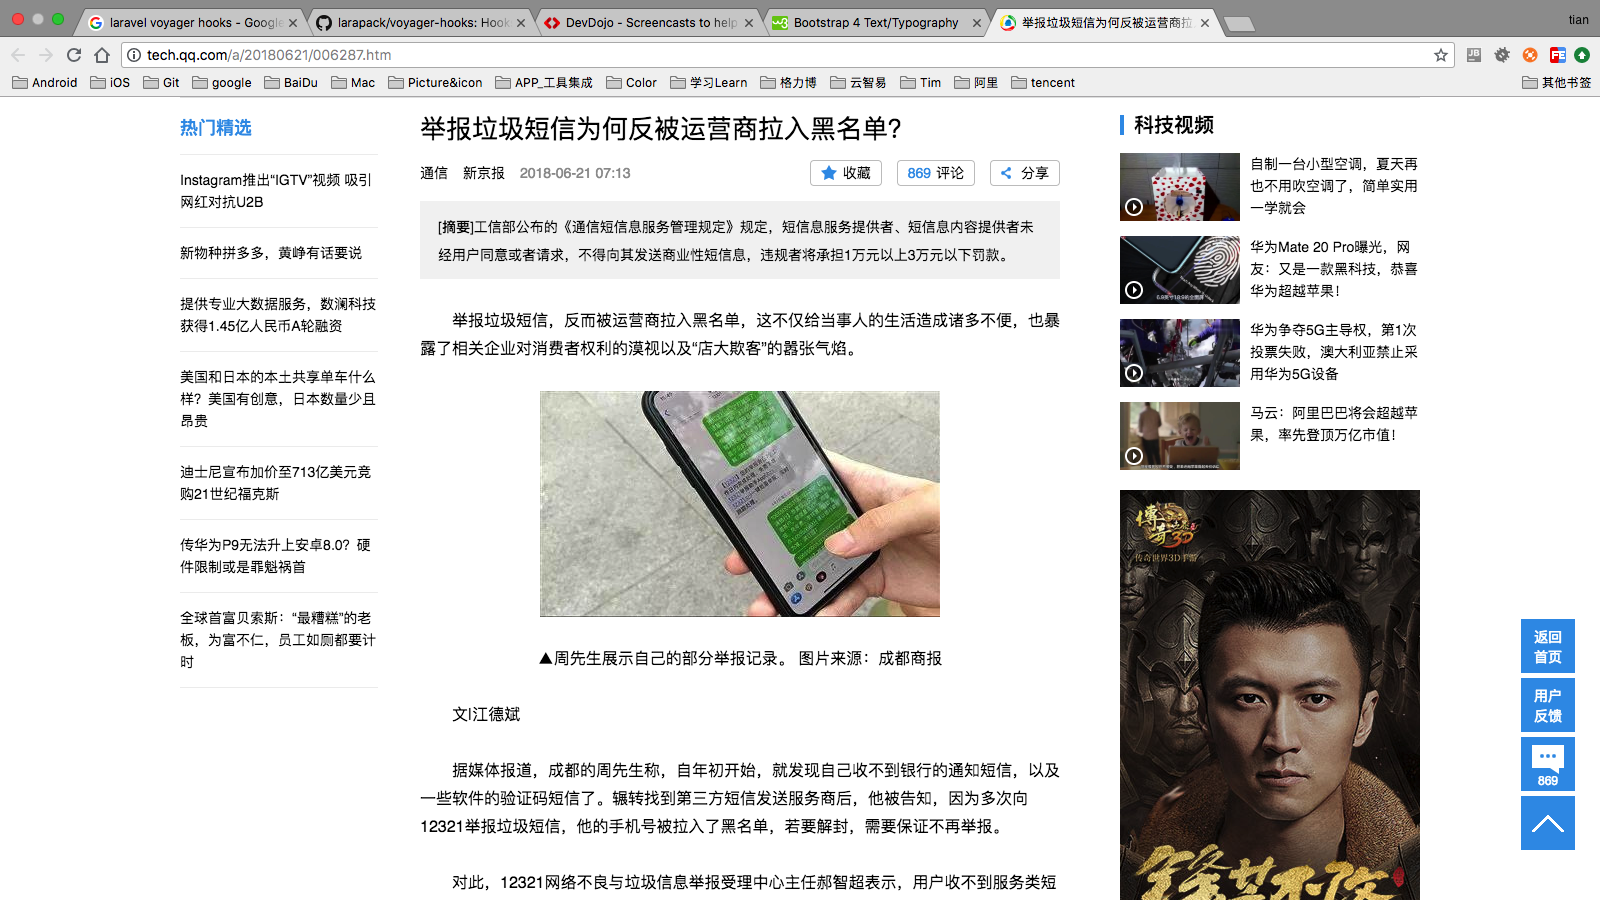 laravel voyager hooks - Google
larapack/voyager-hooks: Hook
DevDojo - Screencasts to help
Bootstrap 4 Text/Typography
举报垃圾短信为何反被运营商拉
tian
tech.qq.com/a/20180621/006287.htm
Android
iOS
Git
google
BaiDu
Mac
Picture&icon
APP_工具集成
Color
学习Learn
格力博
云智易
Tim
阿里
tencent
其他书签
热门精选
Instagram推出“IGTV”视频 吸引
网红对抗U2B
新物种拼多多，黄峥有话要说
提供专业大数据服务，数澜科技
获得1.45亿人民币A轮融资
美国和日本的本土共享单车什么
样？美国有创意，日本数量少且
昂贵
迪士尼宣布加价至713亿美元竞
购21世纪福克斯
传华为P9无法升上安卓8.0？硬
件限制或是罪魁祸首
全球首富贝索斯：“最糟糕”的老
板，为富不仁，员工如厕都要计
时
举报垃圾短信为何反被运营商拉入黑名单？
通信 新京报 2018-06-21 07:13
收藏
869 评论
分享
[摘要]工信部公布的《通信短信息服务管理规定》规定，短信息服务提供者、短信息内容提供者未
经用户同意或者请求，不得向其发送商业性短信息，违规者将承担1万元以上3万元以下罚款。
举报垃圾短信，反而被运营商拉入黑名单，这不仅给当事人的生活造成诸多不便，也暴
露了相关企业对消费者权利的漠视以及“店大欺客”的嚣张气焰。
▲周先生展示自己的部分举报记录。 图片来源：成都商报
文|江德斌
据媒体报道，成都的周先生称，自年初开始，就发现自己收不到银行的通知短信，以及
一些软件的验证码短信了。辗转找到第三方短信发送服务商后，他被告知，因为多次向
12321举报垃圾短信，他的手机号被拉入了黑名单，若要解封，需要保证不再举报。
对此，12321网络不良与垃圾信息举报受理中心主任郝智超表示，用户收不到服务类短
科技视频
自制一台小型空调，夏天再
也不用吹空调了，简单实用
一学就会
华为Mate 20 Pro曝光，网
友：又是一款黑科技，恭喜
华为超越苹果！
华为争夺5G主导权，第1次
投票失败，澳大利亚禁止采
用华为5G设备
马云：阿里巴巴将会超越苹
果，率先登顶万亿市值！
傳奇世界3D
传奇世界3D手游
返回
首页
用户
反馈
869